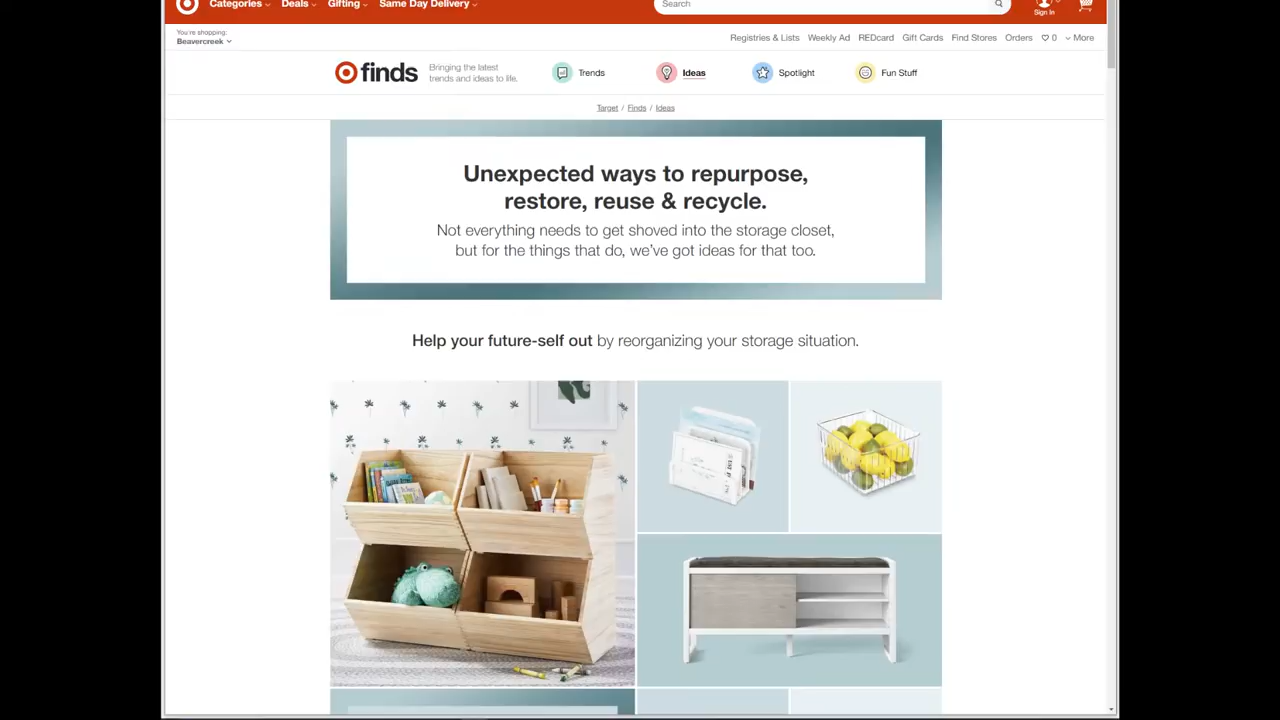 Categories Deals Gifting Same Day Delivery Search Sign In
You're shopping:
Beavercreek
Registries & Lists Weekly Ad REDcard Gift Cards Find Stores Orders 0 More
finds
Bringing the latest
trends and ideas to life.
Trends Ideas Spotlight Fun Stuff
Target / Finds / Ideas
Unexpected ways to repurpose,
restore, reuse & recycle.
Not everything needs to get shoved into the storage closet,
but for the things that do, we've got ideas for that too.
Help your future-self out by reorganizing your storage situation.